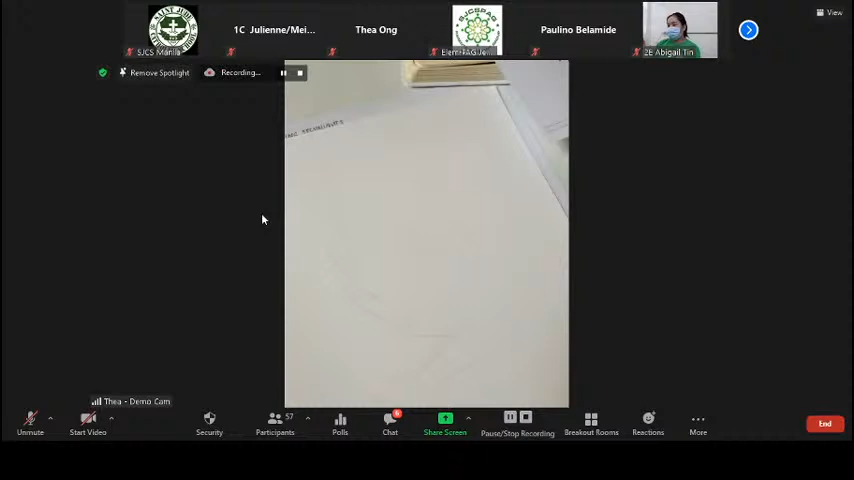 View
1C Julienne/Mei...
Thea Ong
Paulino Belamide
SJCS Manila
2E Abigail Tin
Remove Spotlight
Recording...
Thea - Demo Cam
57
6
Unmute
Start Video
Security
Participants
Polls
Chat
Share Screen
Pause/Stop Recording
Breakout Rooms
Reactions
More
End